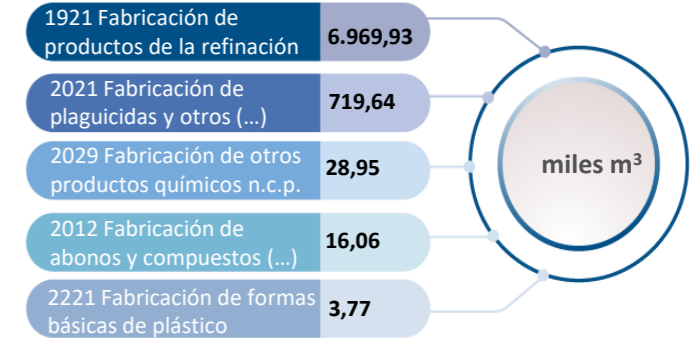 1921 Fabricación de
productos de la refinación
6.969,93
2021 Fabricación de
plaguicidas y otros (...)
719,64
2029 Fabricación de otros
productos químicos n.c.p.
28,95
2012 Fabricación de
abonos y compuestos (...)
16,06
2221 Fabricación de formas
básicas de plástico
3,77
miles m³